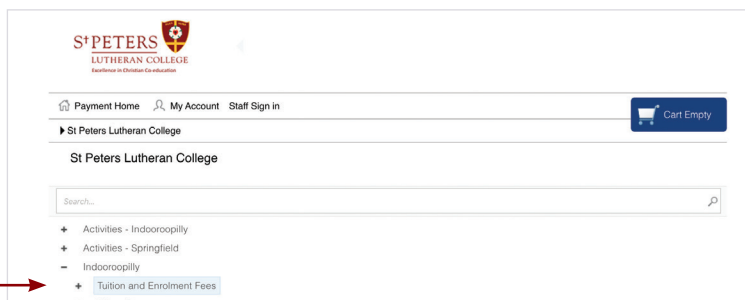 St PETERS
LUTHERAN COLLEGE
Excellence in Christian Co-education
Payment Home My Account Staff Sign in
Cart Empty
St Peters Lutheran College
St Peters Lutheran College
Search...
+ Activities - Indooroopilly
+ Activities - Springfield
− Indooroopilly
+ Tuition and Enrolment Fees